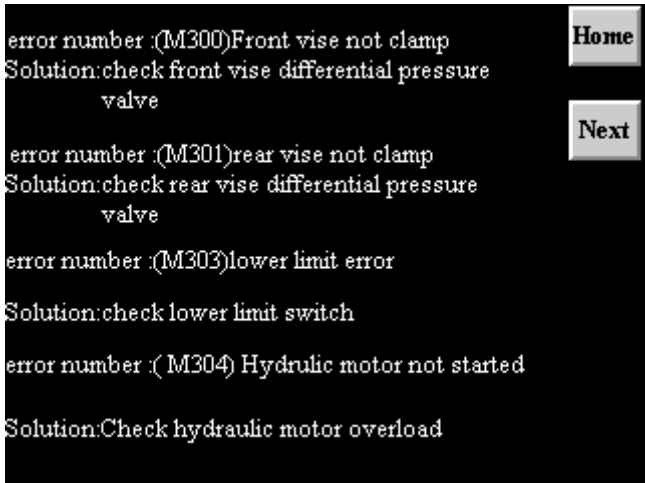 error number :(M300)Front vise not clamp
Solution:check front vise differential pressure
valve
Home
Next
error number :(M301)rear vise not clamp
Solution:check rear vise differential pressure
valve
error number :(M303)lower limit error
Solution:check lower limit switch
error number :( M304) Hydrulic motor not started
Solution:Check hydraulic motor overload